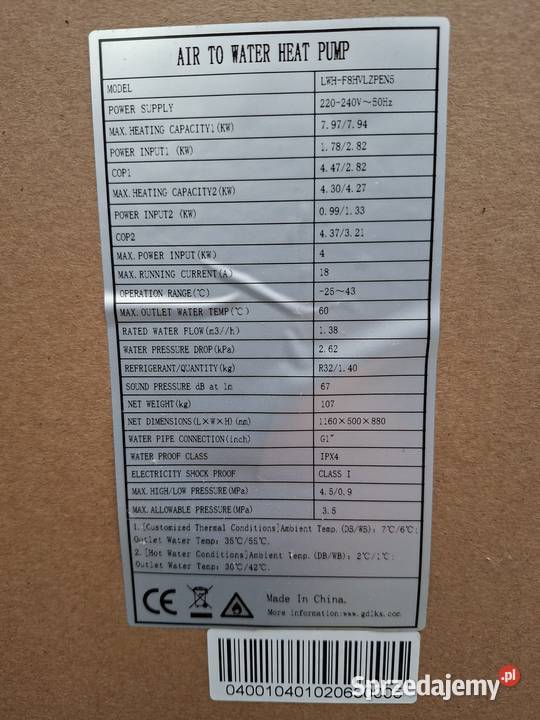 AIR TO WATER HEAT PUMP
MODEL LWH-F8HVLZPEN5
POWER SUPPLY 220-240V～50Hz
MAX. HEATING CAPACITY1(KW) 7.97/7.94
POWER INPUT1 (KW) 1.78/2.82
COP1 4.47/2.82
MAX. HEATING CAPACITY2(KW) 4.30/4.27
POWER INPUT2 (KW) 0.99/1.33
COP2 4.37/3.21
MAX. POWER INPUT(KW) 4
MAX. RUNNING CURRENT(A) 18
OPERATION RANGE(℃) -25～43
MAX. OUTLET WATER TEMP(℃) 60
RATED WATER FLOW(m3//h) 1.38
WATER PRESSURE DROP(kPa) 2.62
REFRIGERANT/QUANTITY(kg) R32/1.40
SOUND PRESSURE dB at 1m 67
NET WEIGHT(kg) 107
NET DIMENSIONS(L×W×H)(mm) 1160×500×880
WATER PIPE CONNECTION(inch) G1"
WATER PROOF CLASS IPX4
ELECTRICITY SHOCK PROOF CLASS I
MAX. HIGH/LOW PRESSURE(MPa) 4.5/0.9
MAX. ALLOWABLE PRESSURE(MPa) 3.5
1. [Customized Thermal Conditions]Ambient Temp. (DB/WB): 7℃/6℃;
Outlet Water Temp: 35℃/55℃.
2. [Hot Water Conditions]Ambient Temp. (DB/WB): 2℃/1℃;
Outlet Water Temp: 30℃/42℃.
CE Made In China.
More information:www.gdlks.com
Sprzedajemy.pl